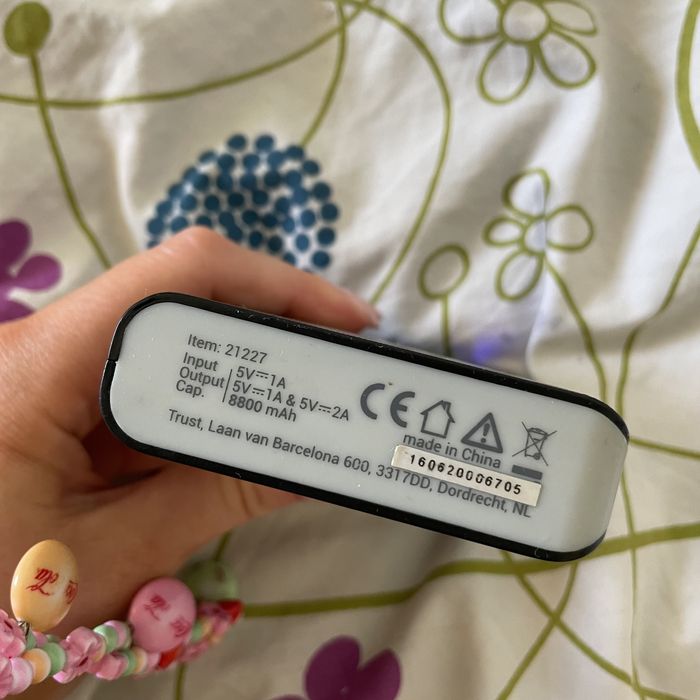 Item: 21227
Input 5V⎓1A
Output 5V⎓1A & 5V⎓2A
Cap. 8800 mAh
CE
made in China
Trust, Laan van Barcelona 600, 3317DD, Dordrecht, NL
160620006705